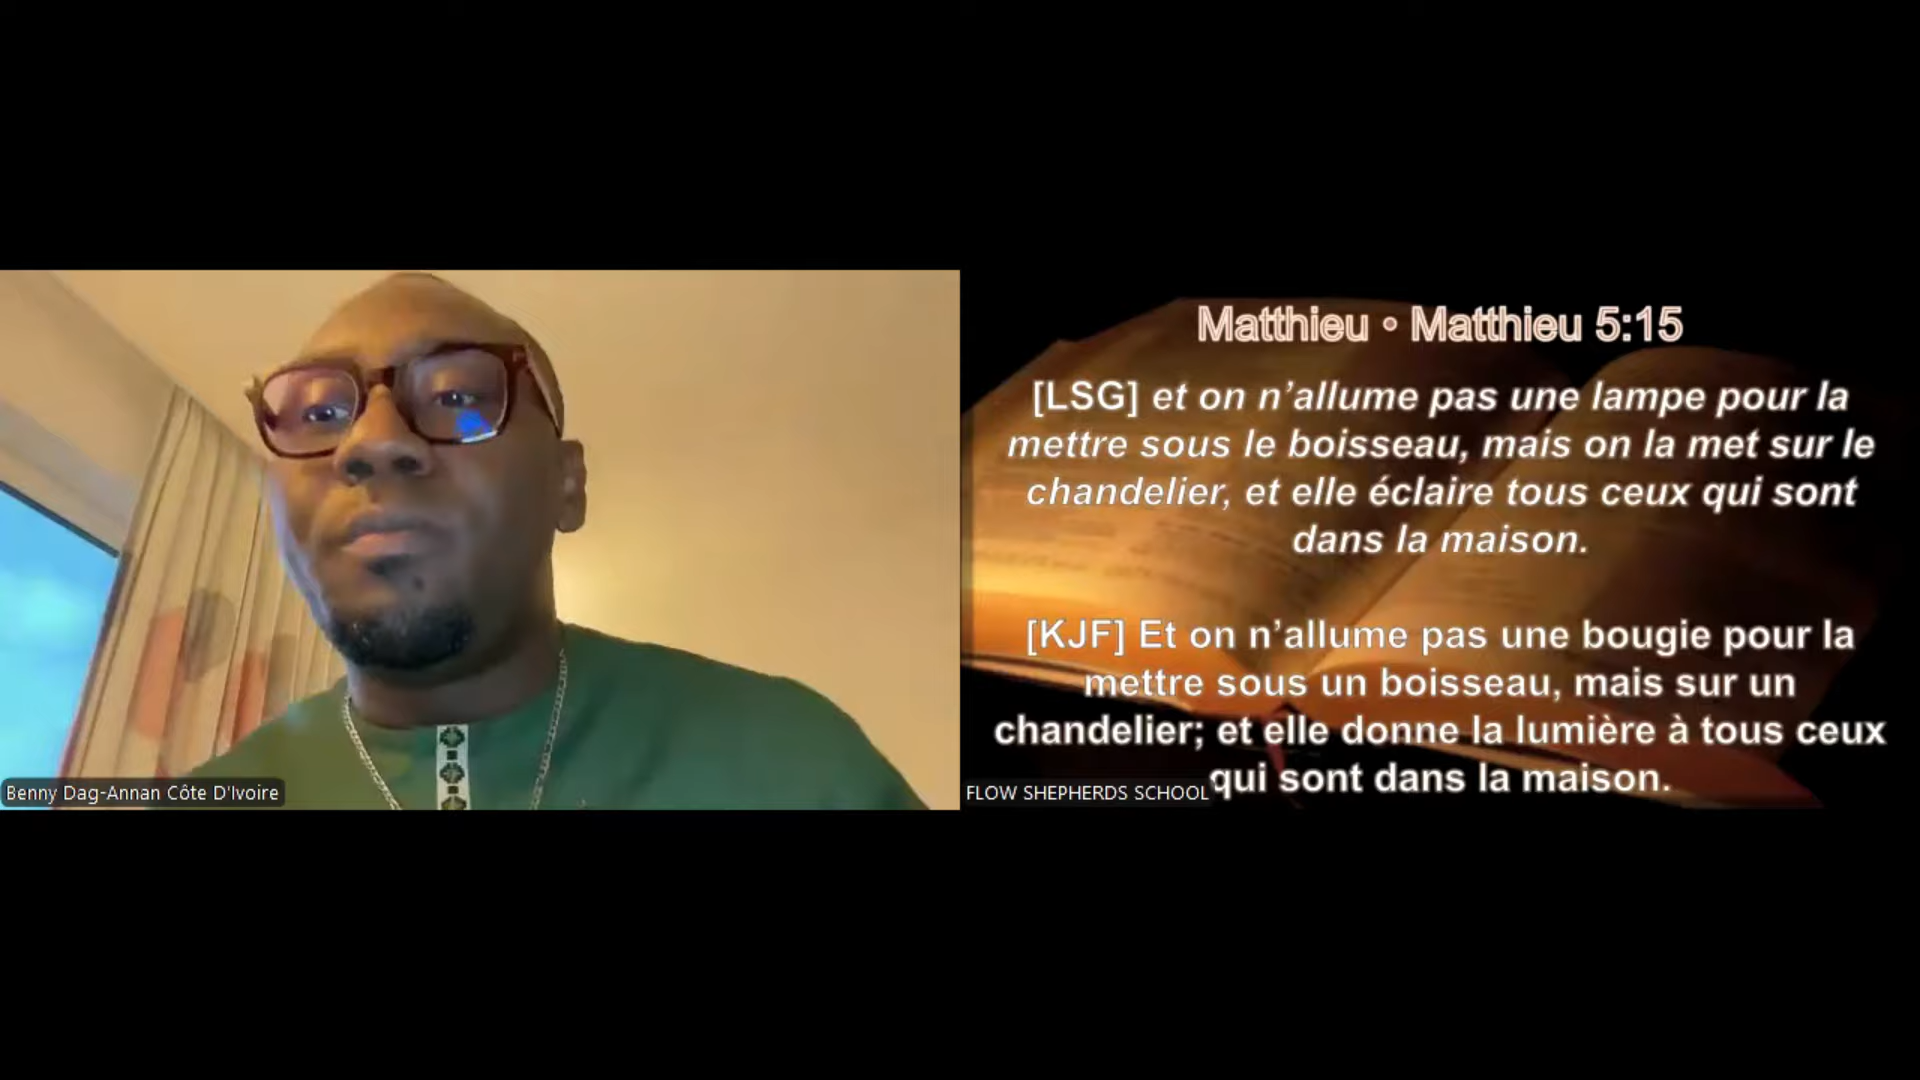 Benny Dag-Annan Côte D'Ivoire
Matthieu • Matthieu 5:15
[LSG] et on n’allume pas une lampe pour la
mettre sous le boisseau, mais on la met sur le
chandelier, et elle éclaire tous ceux qui sont
dans la maison.
[KJF] Et on n’allume pas une bougie pour la
mettre sous un boisseau, mais sur un
chandelier; et elle donne la lumière à tous ceux
qui sont dans la maison.
FLOW SHEPHERDS SCHOOL